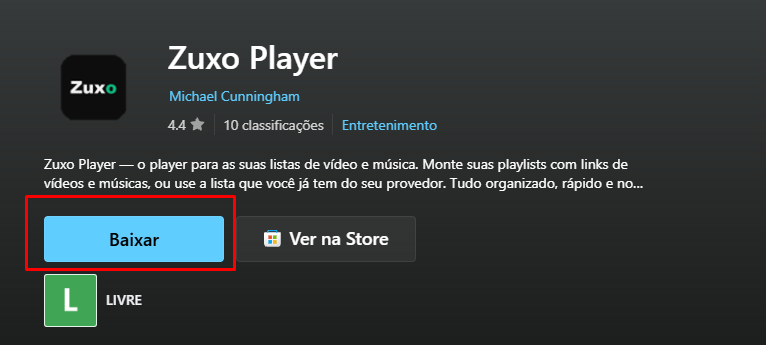 Zuxo Player
Zuxo
Michael Cunningham
4.4 10 classificações Entretenimento
Zuxo Player — o player para as suas listas de vídeo e música. Monte suas playlists com links de
vídeos e músicas, ou use a lista que você já tem do seu provedor. Tudo organizado, rápido e no...
Baixar Ver na Store
L LIVRE